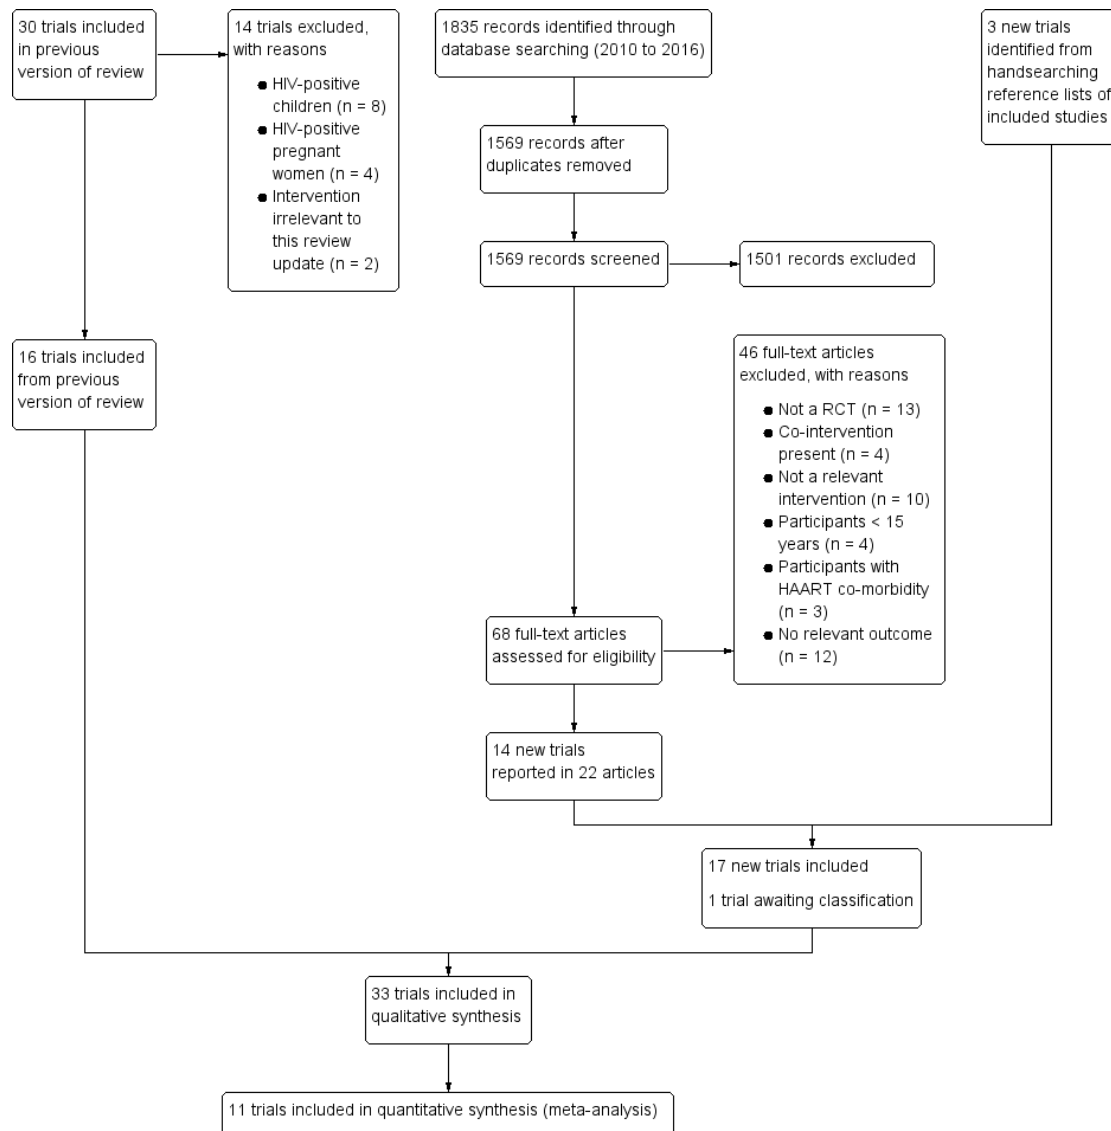 30 trials included
in previous
version of review
14 trials excluded,
with reasons
● HIV-positive
children (n = 8)
● HIV-positive
pregnant
women (n = 4)
● Intervention
irrelevant to
this review
update (n = 2)
1835 records identified through
database searching (2010 to 2016)
3 new trials
identified from
handsearching
reference lists of
included studies
1569 records after
duplicates removed
1569 records screened
1501 records excluded
16 trials included
from previous
version of review
46 full-text articles
excluded, with reasons
● Not a RCT (n = 13)
● Co-intervention
present (n = 4)
● Not a relevant
intervention (n = 10)
● Participants < 15
years (n = 4)
● Participants with
HAART co-morbidity
(n = 3)
● No relevant outcome
(n = 12)
68 full-text articles
assessed for eligibility
14 new trials
reported in 22 articles
17 new trials included
1 trial awaiting classification
33 trials included in
qualitative synthesis
11 trials included in quantitative synthesis (meta-analysis)